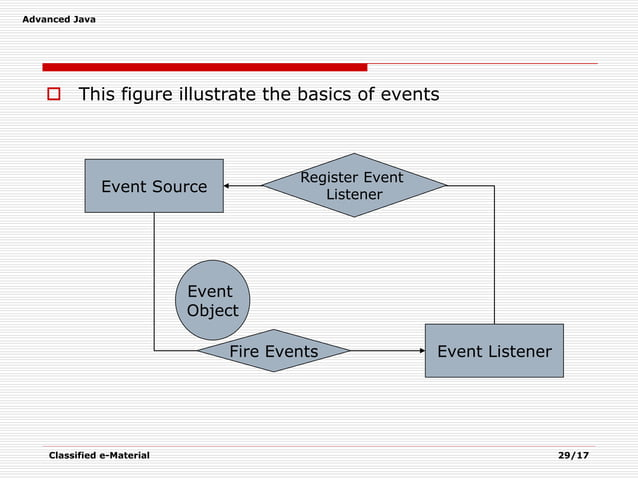 Advanced Java
This figure illustrate the basics of events
Event Source
Register Event
Listener
Event
Object
Fire Events
Event Listener
Classified e-Material
29/17